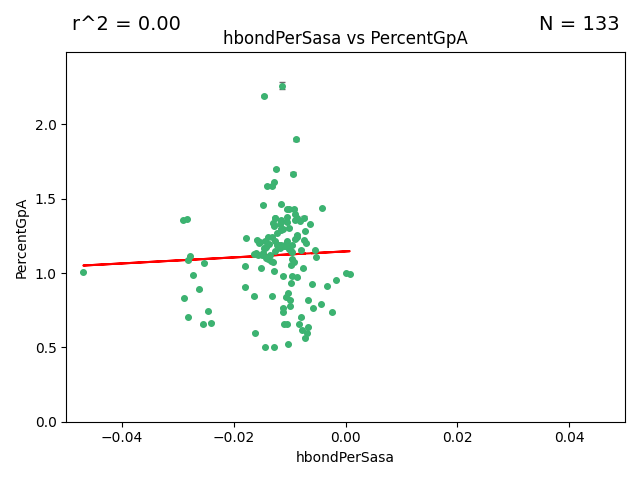 r^2 = 0.00
N = 133
hbondPerSasa vs PercentGpA
PercentGpA
2.0
1.5
1.0
0.5
0.0
−0.04
−0.02
0.00
0.02
0.04
hbondPerSasa